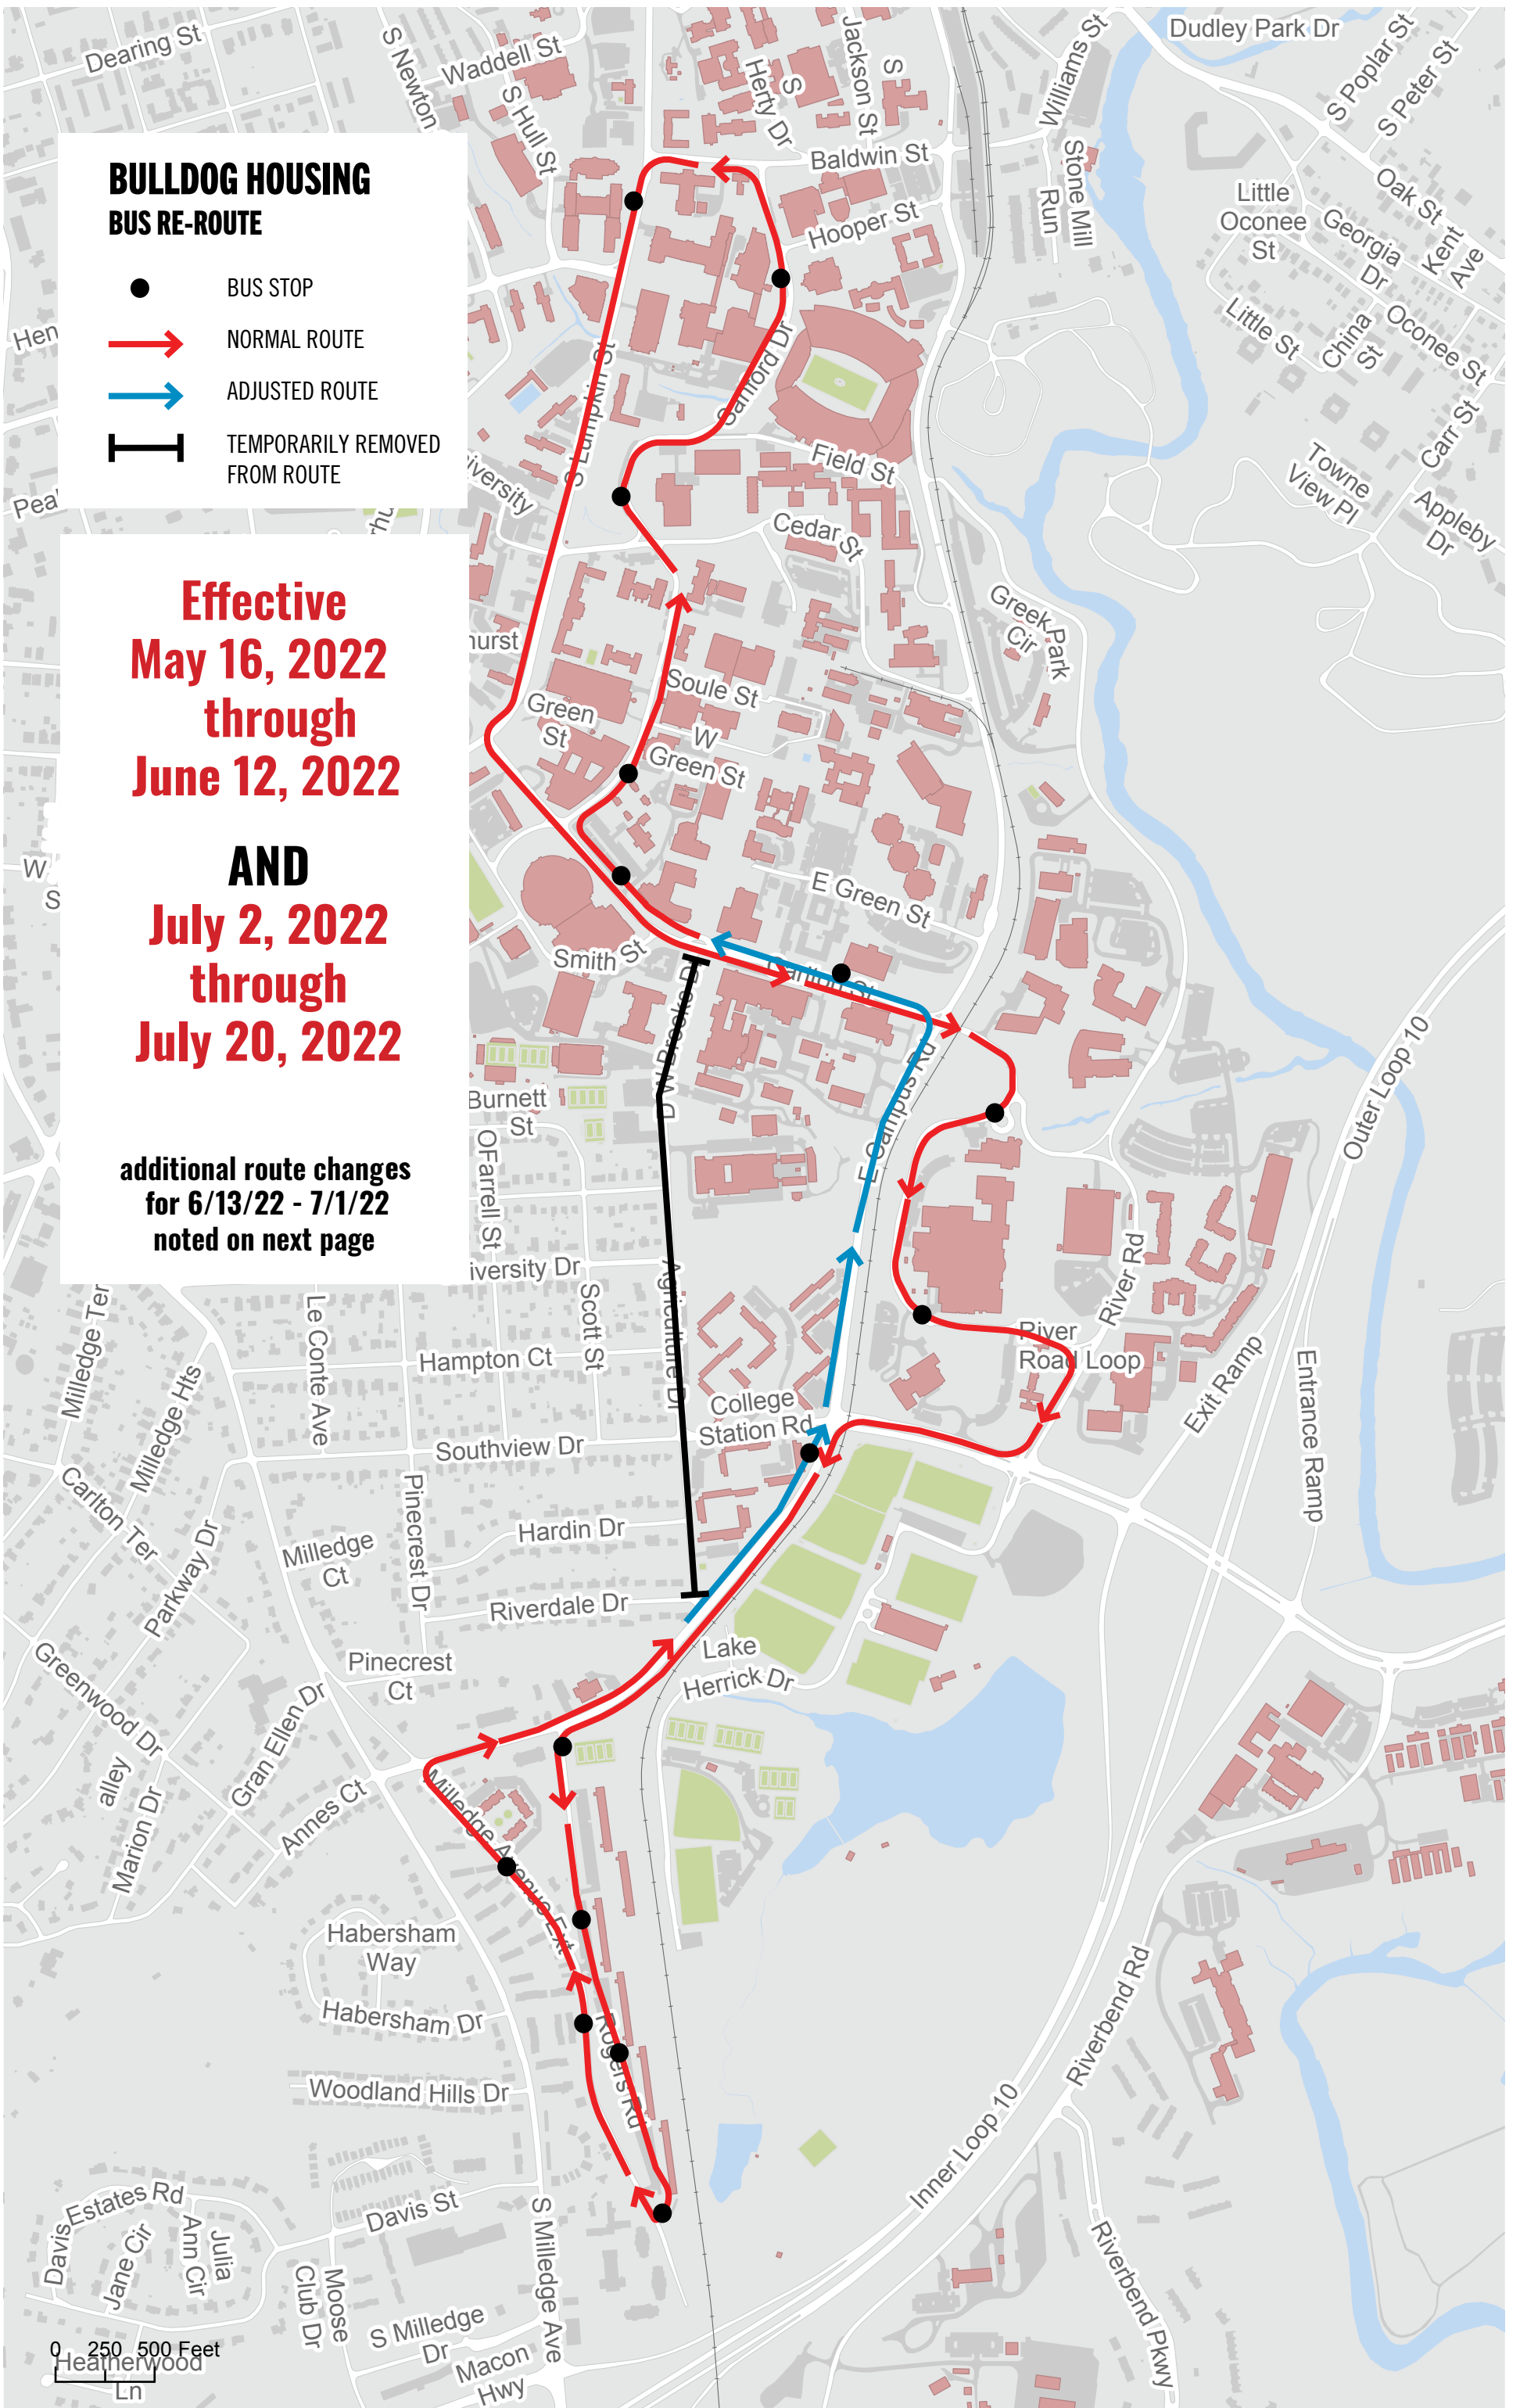 BULLDOG HOUSING
BUS RE-ROUTE
BUS STOP
NORMAL ROUTE
ADJUSTED ROUTE
TEMPORARILY REMOVED
FROM ROUTE
Effective
May 16, 2022
through
June 12, 2022
AND
July 2, 2022
through
July 20, 2022
additional route changes
for 6/13/22 - 7/1/22
noted on next page
Dearing St
S Newton
Waddell St
S Hull St
S
Herty Dr
Jackson St
S
Baldwin St
Hooper St
Williams St
Stone Mill
Run
Dudley Park Dr
S Poplar St
S Peter St
Oak St
Little
Oconee
St
Georgia
Dr
Kent
Ave
Little St
China
St
Oconee St
Carr St
Towne
View Pl
Appleby
Dr
S Lumpkin St
Sanford Dr
Field St
Cedar St
Greek Park
Cir
Soule St
Green
St
W
Green St
E Green St
Smith St
Carlton St
D W Brooks Dr
E Campus Rd
Burnett
St
OFarrell St
Scott St
Agriculture Dr
Outer Loop 10
River Rd
River
Road Loop
Exit Ramp
Entrance Ramp
College
Station Rd
Milledge Ter
Le Conte Ave
Hampton Ct
Milledge Hts
Southview Dr
Carlton Ter
Parkway Dr
Milledge
Ct
Pinecrest Dr
Hardin Dr
Riverdale Dr
Pinecrest
Ct
Lake
Herrick Dr
Greenwood Dr
Gran Ellen Dr
alley
Marion Dr
Annes Ct
Milledge Avenue Ext
Habersham
Way
Habersham Dr
Rogers Rd
Woodland Hills Dr
Riverbend Rd
Inner Loop 10
Riverbend Pkwy
Davis St
Estates Rd
Davis
Jane Cir
Ann Cir
Julia
Moose
Club Dr
S Milledge Ave
S Milledge
Dr
Macon
Hwy
0 250 500 Feet
Heatherwood
Ln